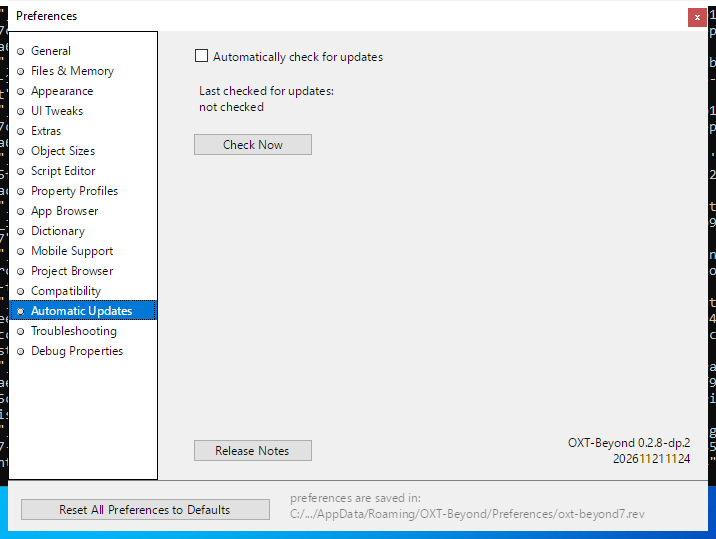 Preferences
x
General
Files & Memory
Appearance
UI Tweaks
Extras
Object Sizes
Script Editor
Property Profiles
App Browser
Dictionary
Mobile Support
Project Browser
Compatibility
Automatic Updates
Troubleshooting
Debug Properties
Automatically check for updates
Last checked for updates:
not checked
Check Now
Release Notes
OXT-Beyond 0.2.8-dp.2
202611211124
Reset All Preferences to Defaults
preferences are saved in:
C:/.../AppData/Roaming/OXT-Beyond/Preferences/oxt-beyond7.rev